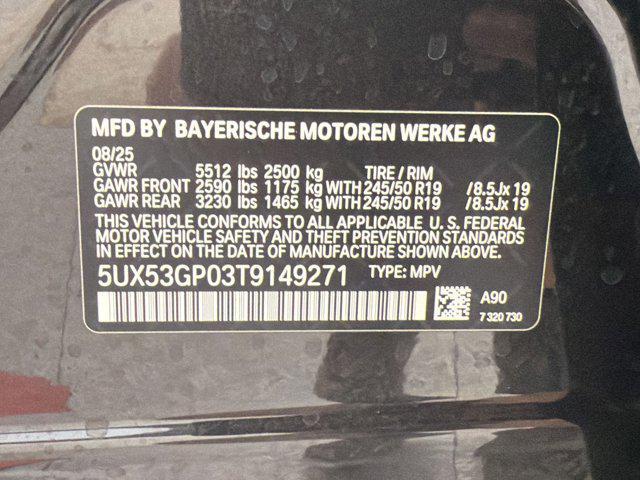 MFD BY BAYERISCHE MOTOREN WERKE AG
08/25
GVWR 5512 lbs 2500 kg TIRE / RIM
GAWR FRONT 2590 lbs 1175 kg WITH 245/50 R19 / 8.5Jx 19
GAWR REAR 3230 lbs 1465 kg WITH 245/50 R19 / 8.5Jx 19
THIS VEHICLE CONFORMS TO ALL APPLICABLE U. S. FEDERAL
MOTOR VEHICLE SAFETY AND THEFT PREVENTION STANDARDS
IN EFFECT ON THE DATE OF MANUFACTURE SHOWN ABOVE.
5UX53GP03T9149271 TYPE: MPV
A90
7 320 730